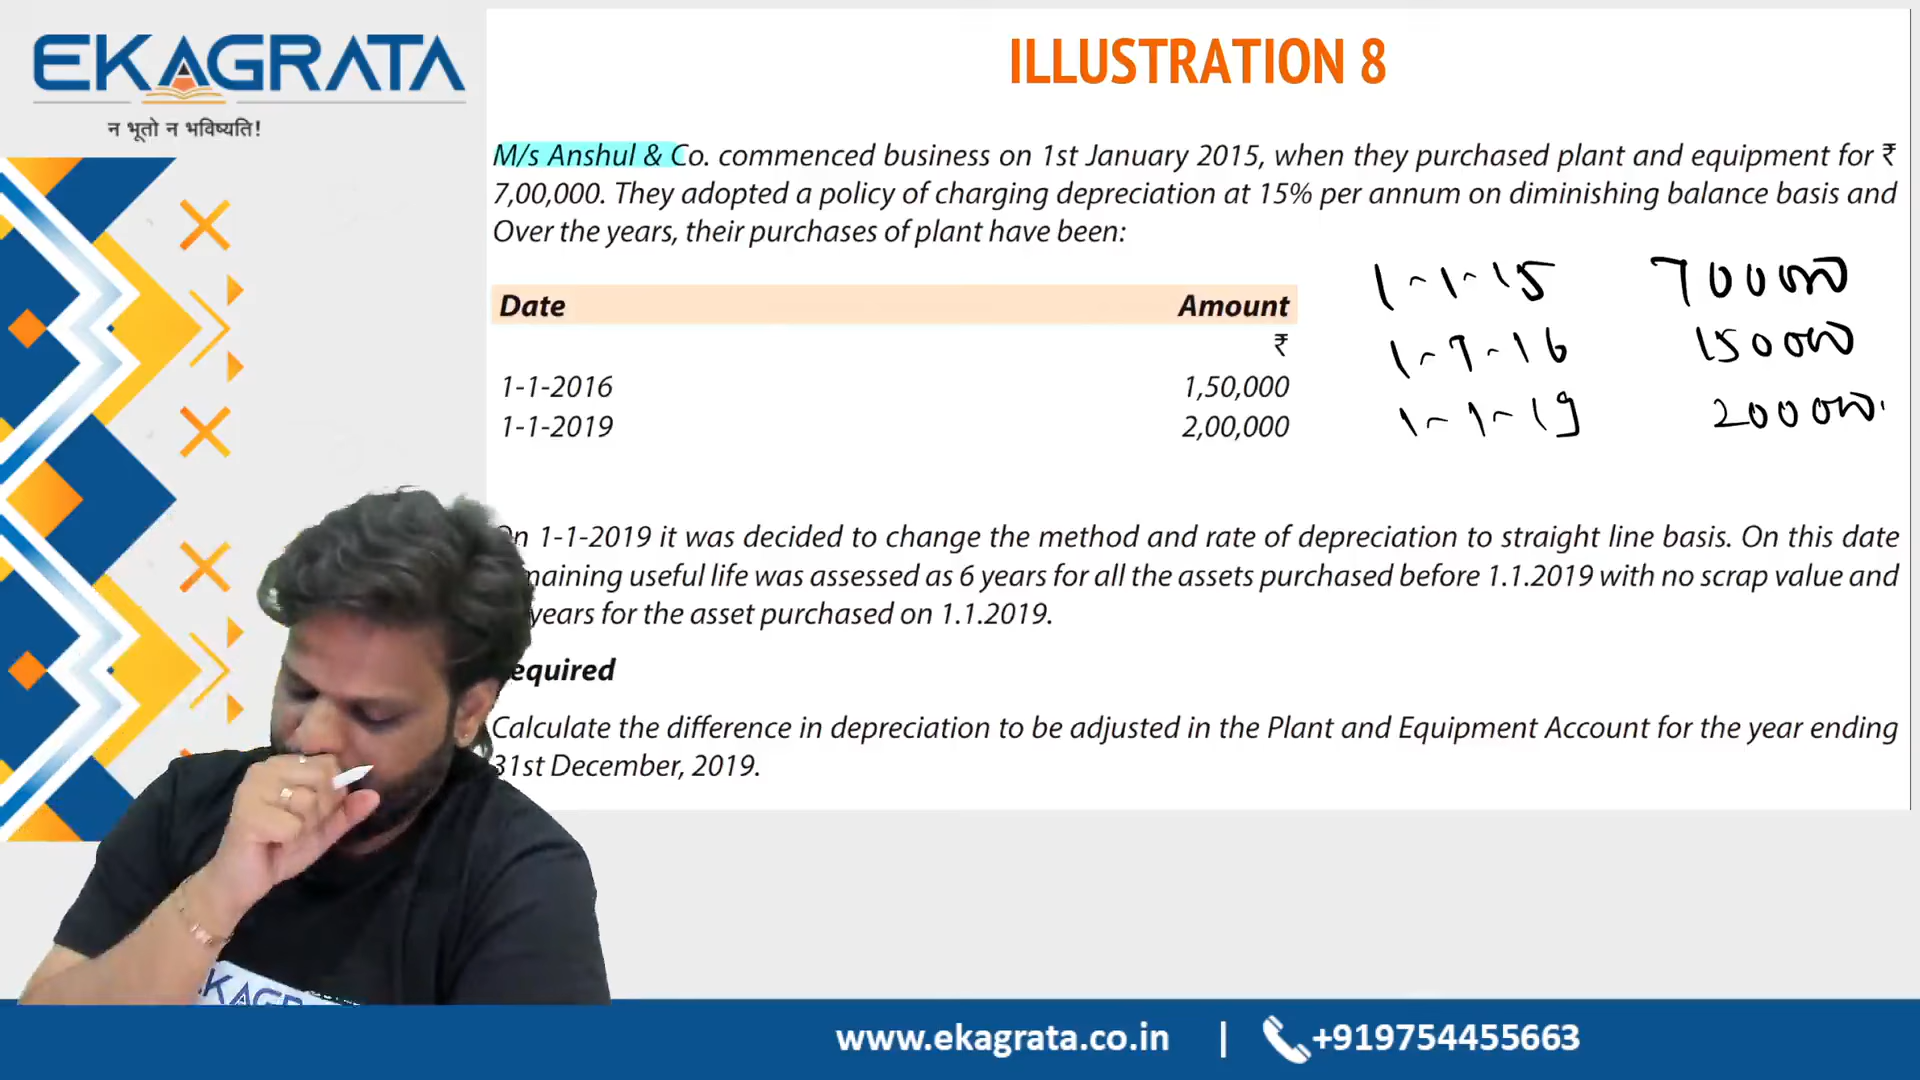 EKAGRATA
न भूतो न भविष्यति!
ILLUSTRATION 8
M/s Anshul & Co. commenced business on 1st January 2015, when they purchased plant and equipment for ₹
7,00,000. They adopted a policy of charging depreciation at 15% per annum on diminishing balance basis and
Over the years, their purchases of plant have been:
Date Amount
₹
1-1-2016 1,50,000
1-1-2019 2,00,000
1-1-15 700000
1-1-16 150000
1-1-19 200000
On 1-1-2019 it was decided to change the method and rate of depreciation to straight line basis. On this date
maining useful life was assessed as 6 years for all the assets purchased before 1.1.2019 with no scrap value and
years for the asset purchased on 1.1.2019.
equired
Calculate the difference in depreciation to be adjusted in the Plant and Equipment Account for the year ending
31st December, 2019.
EKAGR
www.ekagrata.co.in | +919754455663